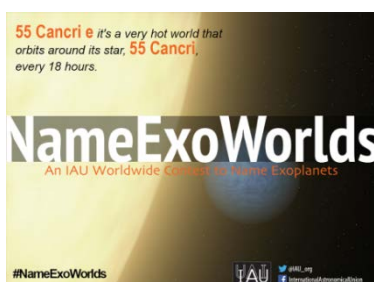 55 Cancri e it's a very hot world that
orbits around its star, 55 Cancri,
every 18 hours.
NameExoWorlds
An IAU Worldwide Contest to Name Exoplanets
#NameExoWorlds
IAU
@IAU_org
InternationalAstronomicalUnion